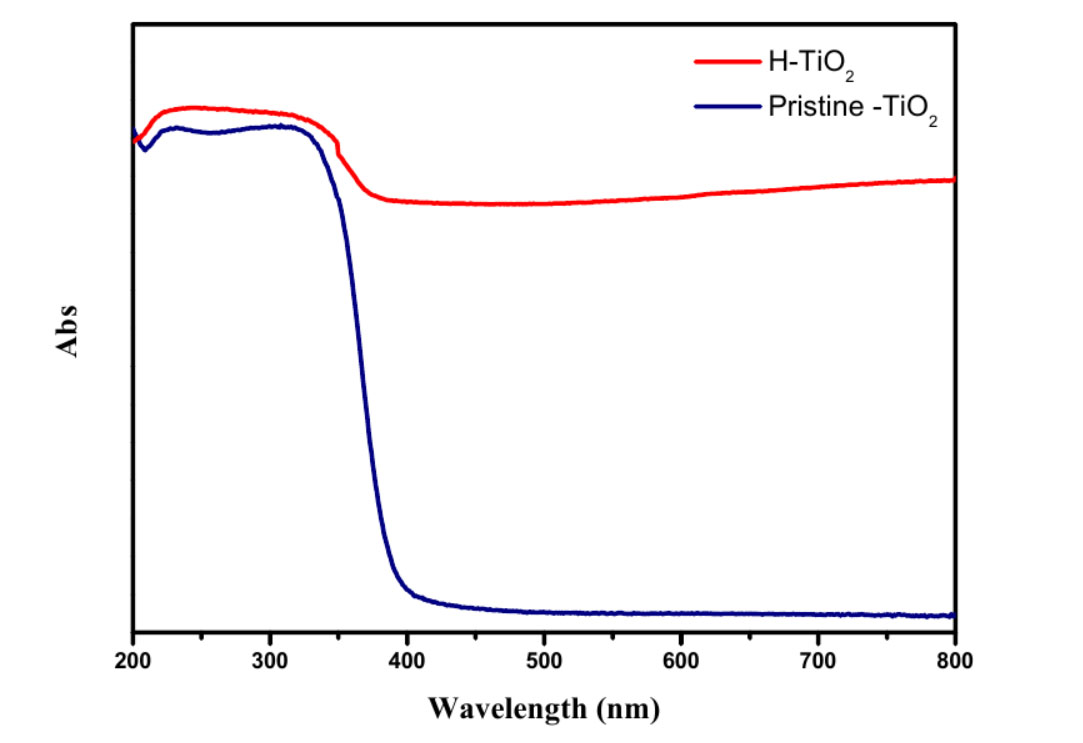 H-TiO₂
Pristine -TiO₂
Abs
200 300 400 500 600 700 800
Wavelength (nm)